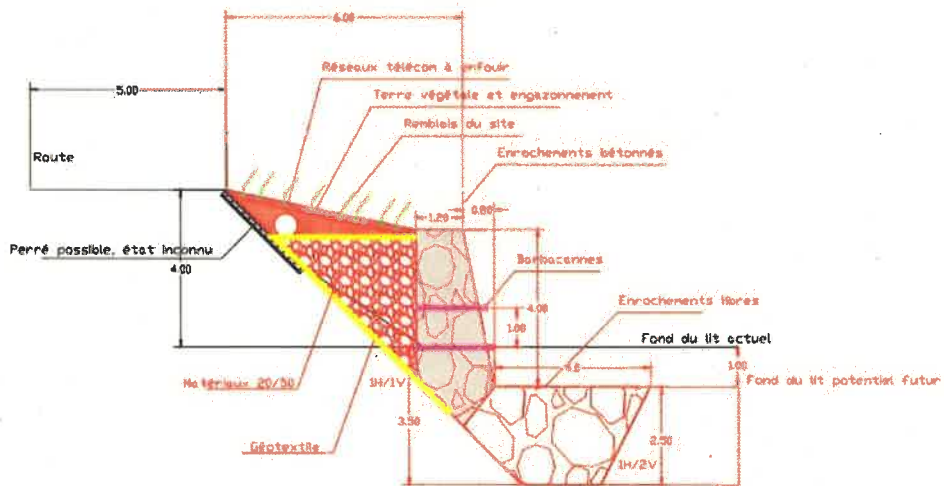 6.00
Réseaux télécom à enfouir
5.00
Terre végétale et engazonnement
Remblais du site
Enrochements bétonnés
Route
1.20
0.80
Perré possible, état inconnu
4.00
Barbacannes
4.00
Enrochements libres
1.00
Fond du lit actuel
Matériaux 20/50
1H/1V
1.00
Fond du lit potentiel futur
3.50
2.50
Géotextile
1H/2V